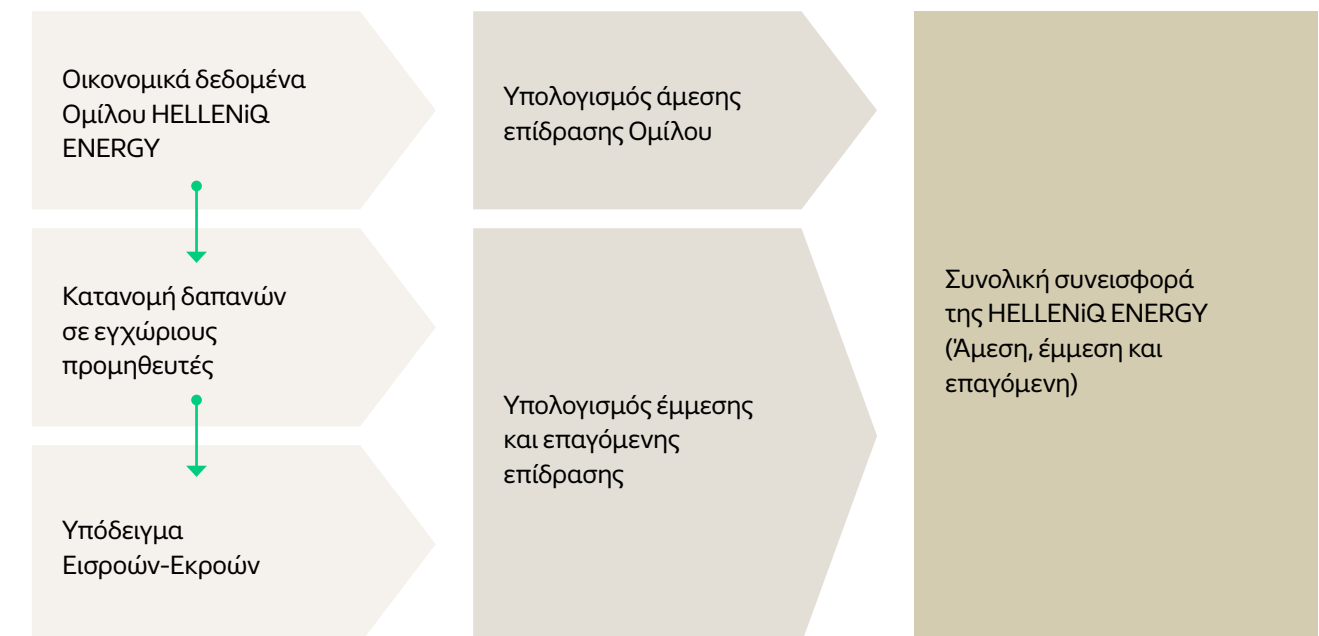 Οικονομικά δεδομένα
Ομίλου HELLENiQ
ENERGY
Κατανομή δαπανών
σε εγχώριους
προμηθευτές
Υπόδειγμα
Εισροών-Εκροών
Υπολογισμός άμεσης
επίδρασης Ομίλου
Υπολογισμός έμμεσης
και επαγόμενης
επίδρασης
Συνολική συνεισφορά
της HELLENiQ ENERGY
(Άμεση, έμμεση και
επαγόμενη)